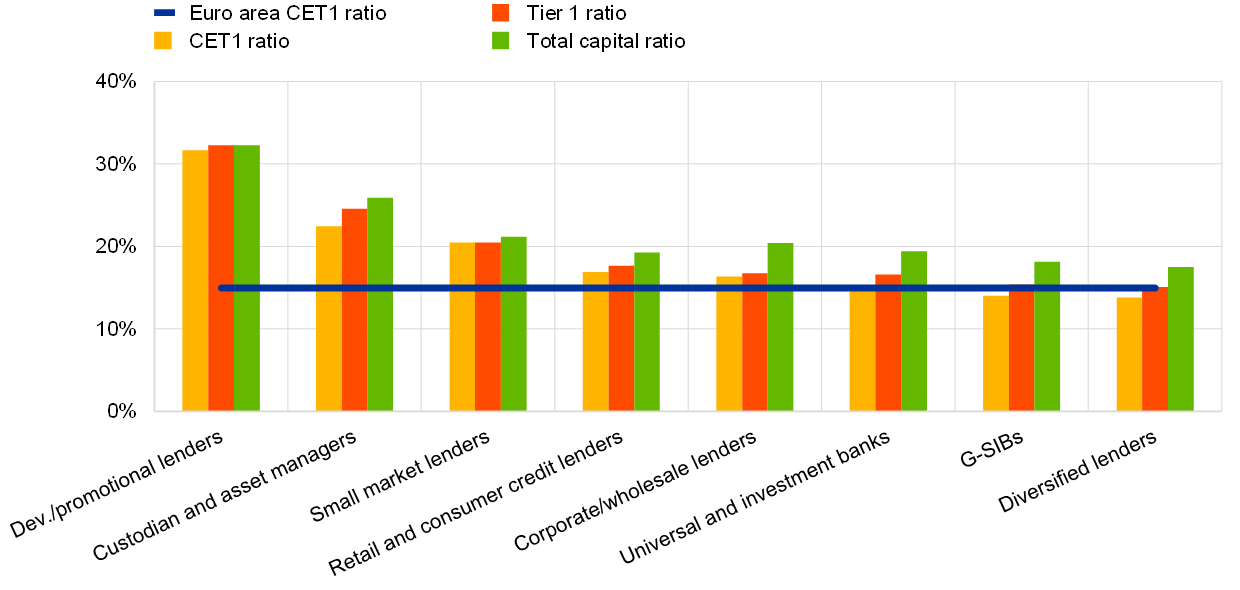 Euro area CET1 ratio
Tier 1 ratio
CET1 ratio
Total capital ratio
40%
30%
20%
10%
0%
Dev./promotional lenders
Custodian and asset managers
Small market lenders
Retail and consumer credit lenders
Corporate/wholesale lenders
Universal and investment banks
G-SIBs
Diversified lenders